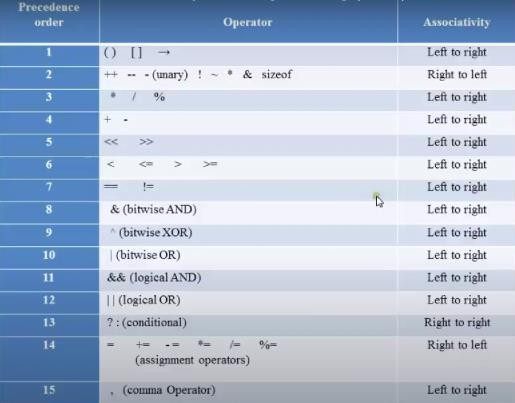 Precedence order Operator Associativity
1 () [] → Left to right
2 ++ -- - (unary) ! ~ * & sizeof Right to left
3 * / % Left to right
4 + - Left to right
5 << >> Left to right
6 < <= > >= Left to right
7 == != Left to right
8 & (bitwise AND) Left to right
9 ^ (bitwise XOR) Left to right
10 | (bitwise OR) Left to right
11 && (logical AND) Left to right
12 || (logical OR) Left to right
13 ? : (conditional) Right to right
14 = += -= *= /= %= Right to left
(assignment operators)
15 , (comma Operator) Left to right